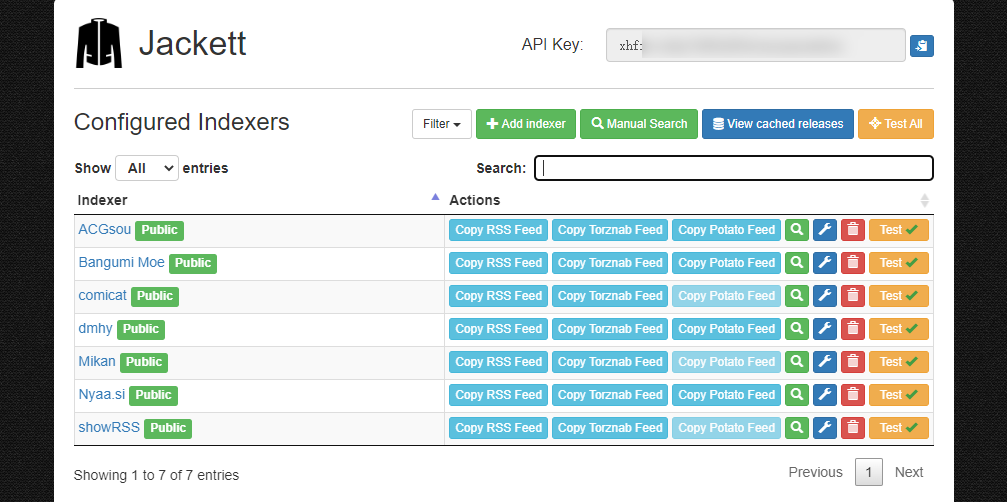 Jackett
API Key: xhf:
Configured Indexers
Filter Add indexer Manual Search View cached releases Test All
Show All entries Search:
Indexer Actions
ACGsou Public Copy RSS Feed Copy Torznab Feed Copy Potato Feed Test
Bangumi Moe Public Copy RSS Feed Copy Torznab Feed Copy Potato Feed Test
comicat Public Copy RSS Feed Copy Torznab Feed Copy Potato Feed Test
dmhy Public Copy RSS Feed Copy Torznab Feed Copy Potato Feed Test
Mikan Public Copy RSS Feed Copy Torznab Feed Copy Potato Feed Test
Nyaa.si Public Copy RSS Feed Copy Torznab Feed Copy Potato Feed Test
showRSS Public Copy RSS Feed Copy Torznab Feed Copy Potato Feed Test
Showing 1 to 7 of 7 entries Previous 1 Next